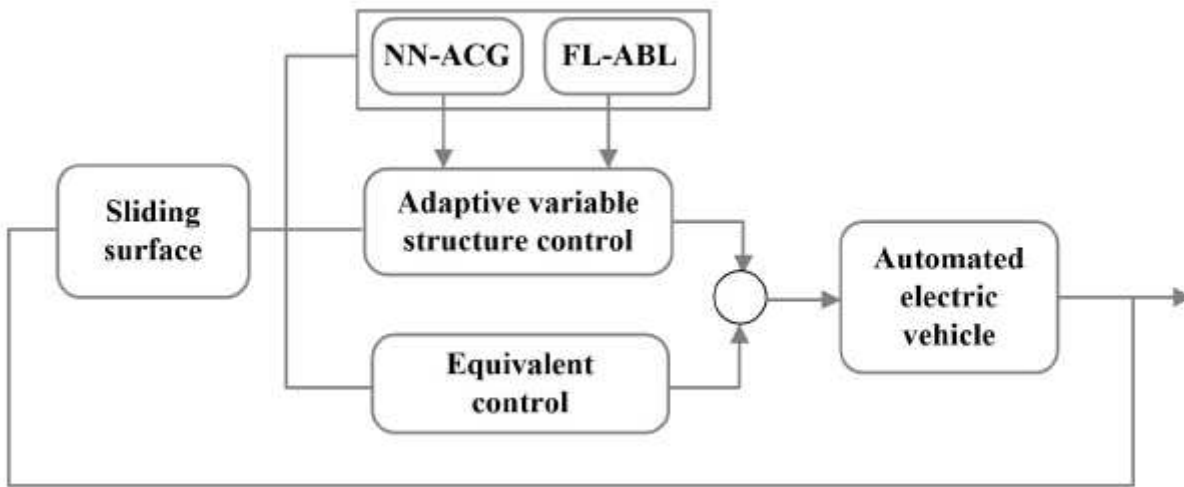 NN-ACG
FL-ABL
Sliding
surface
Adaptive variable
structure control
Automated
electric
vehicle
Equivalent
control